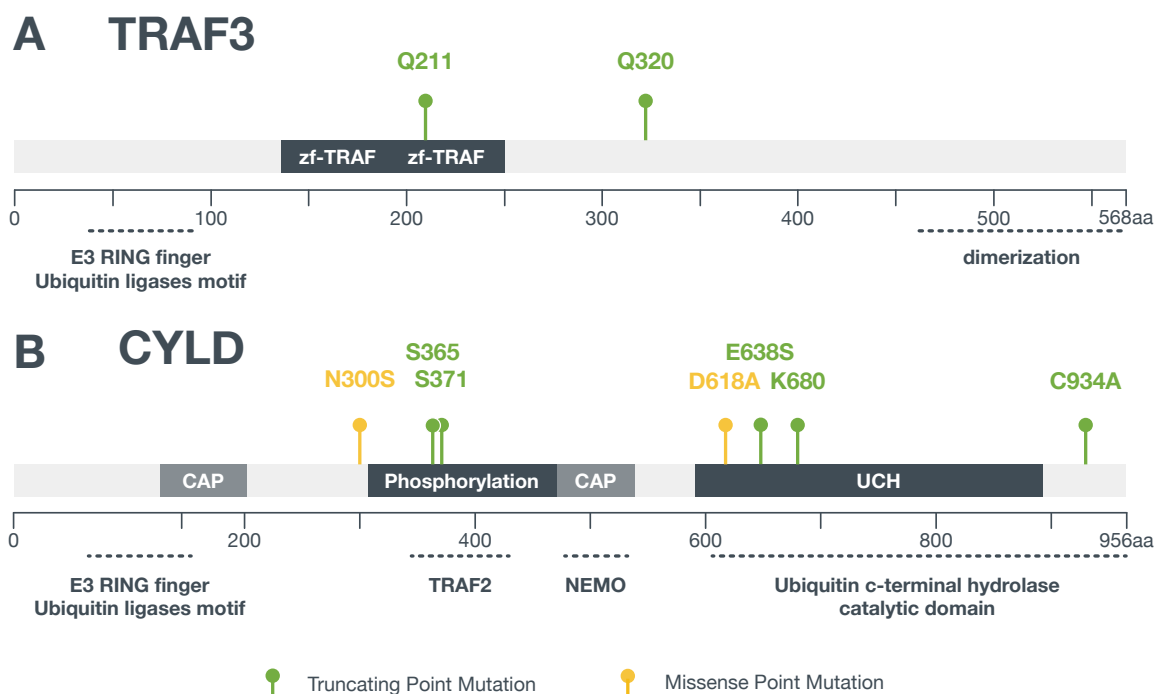 A TRAF3
Q211 Q320
zf-TRAF zf-TRAF
0 100 200 300 400 500 568aa
E3 RING finger
Ubiquitin ligases motif
dimerization
B CYLD
S365 E638S
N300S S371 D618A K680 C934A
CAP Phosphorylation CAP UCH
0 200 400 600 800 956aa
E3 RING finger
Ubiquitin ligases motif
TRAF2
NEMO
Ubiquitin c-terminal hydrolase
catalytic domain
Truncating Point Mutation Missense Point Mutation